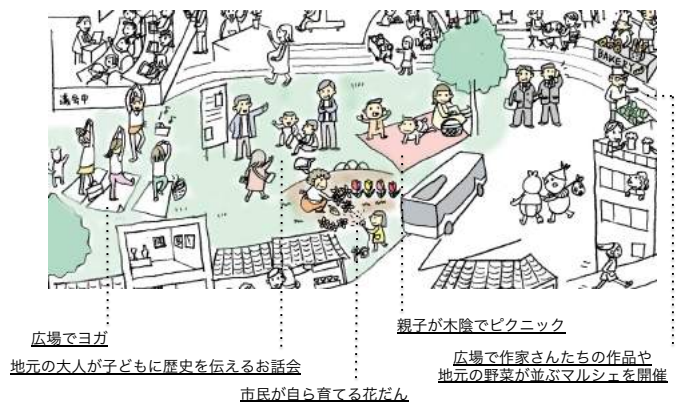 BAKERY
議会中
広場でヨガ
地元の大人が子どもに歴史を伝えるお話会
市民が自ら育てる花だん
親子が木陰でピクニック
広場で作家さんたちの作品や
地元の野菜が並ぶマルシェを開催